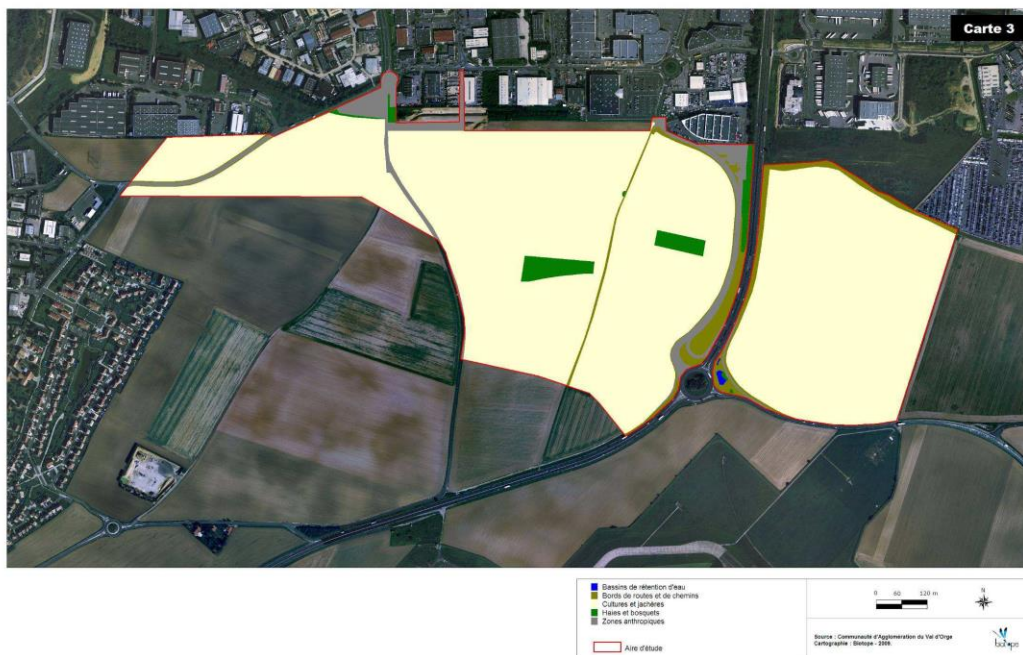 Carte 3
Bassins de rétention d'eau
Bords de routes et de chemins
Cultures et jachères
Haies et bosquets
Zones anthropiques
Aire d'étude
0 60 120 m
N
Source : Communauté d'Agglomération du Val d'Orge
Cartographie : Biotope - 2009.
biotope